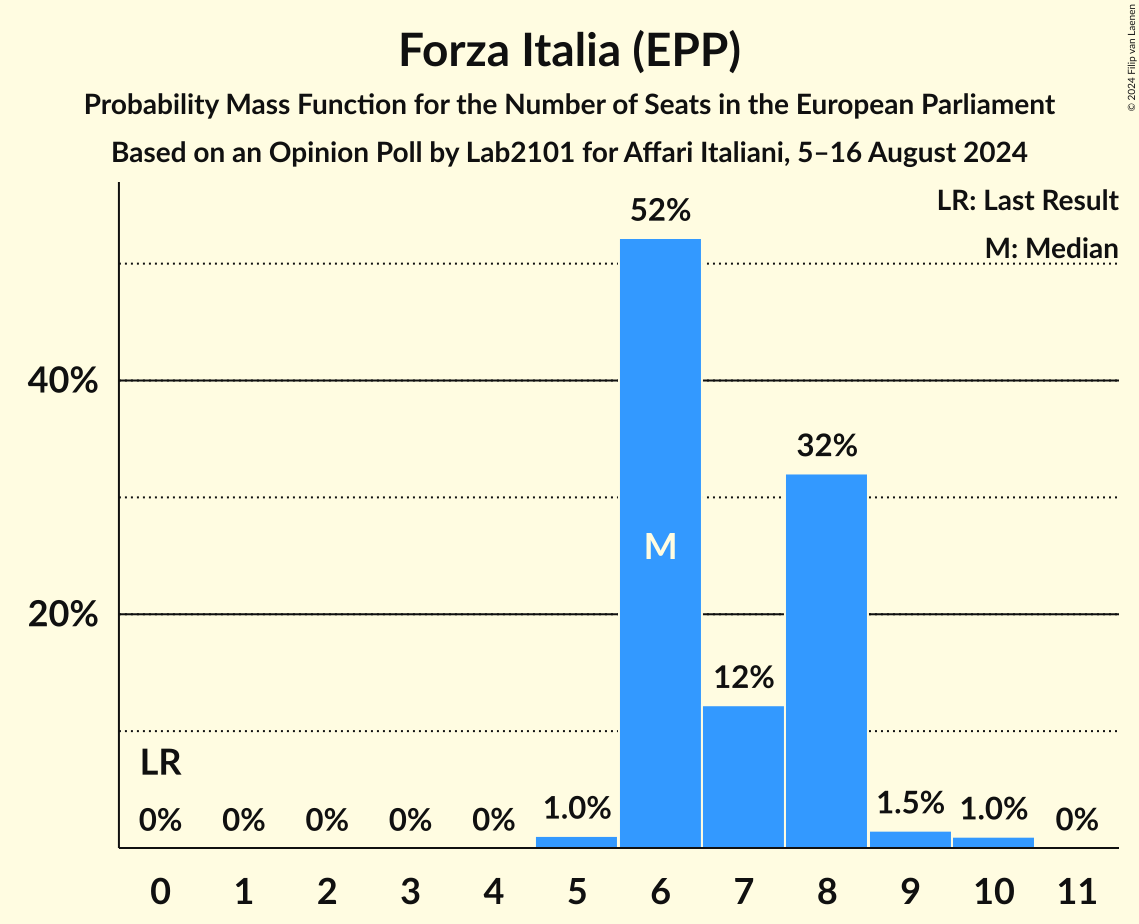 Forza Italia (EPP)
Probability Mass Function for the Number of Seats in the European Parliament
Based on an Opinion Poll by Lab2101 for Affari Italiani, 5–16 August 2024
© 2024 Filip van Laenen
LR: Last Result
M: Median
52%
40%
32%
M
20%
12%
LR
0% 0% 0% 0% 0% 1.0% 1.5% 1.0% 0%
0 1 2 3 4 5 6 7 8 9 10 11